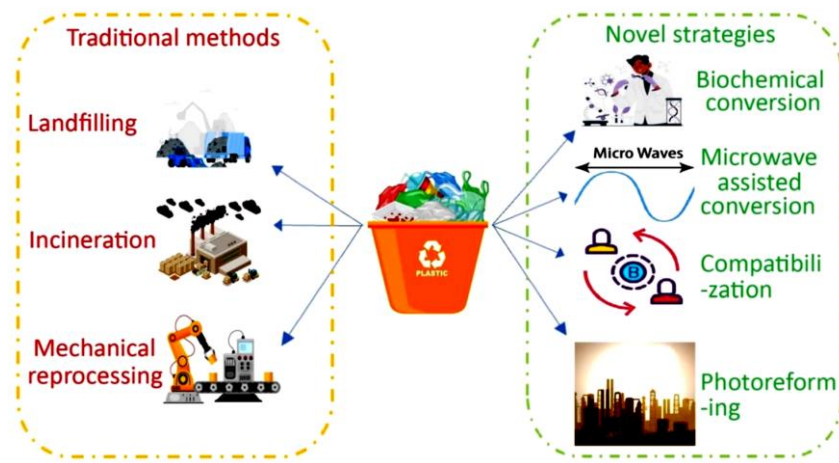 Traditional methods
Landfilling
Incineration
Mechanical
reprocessing
PLASTIC
Novel strategies
Biochemical
conversion
Micro Waves
Microwave
assisted
conversion
B
Compatibili
-zation
Photoreform
-ing